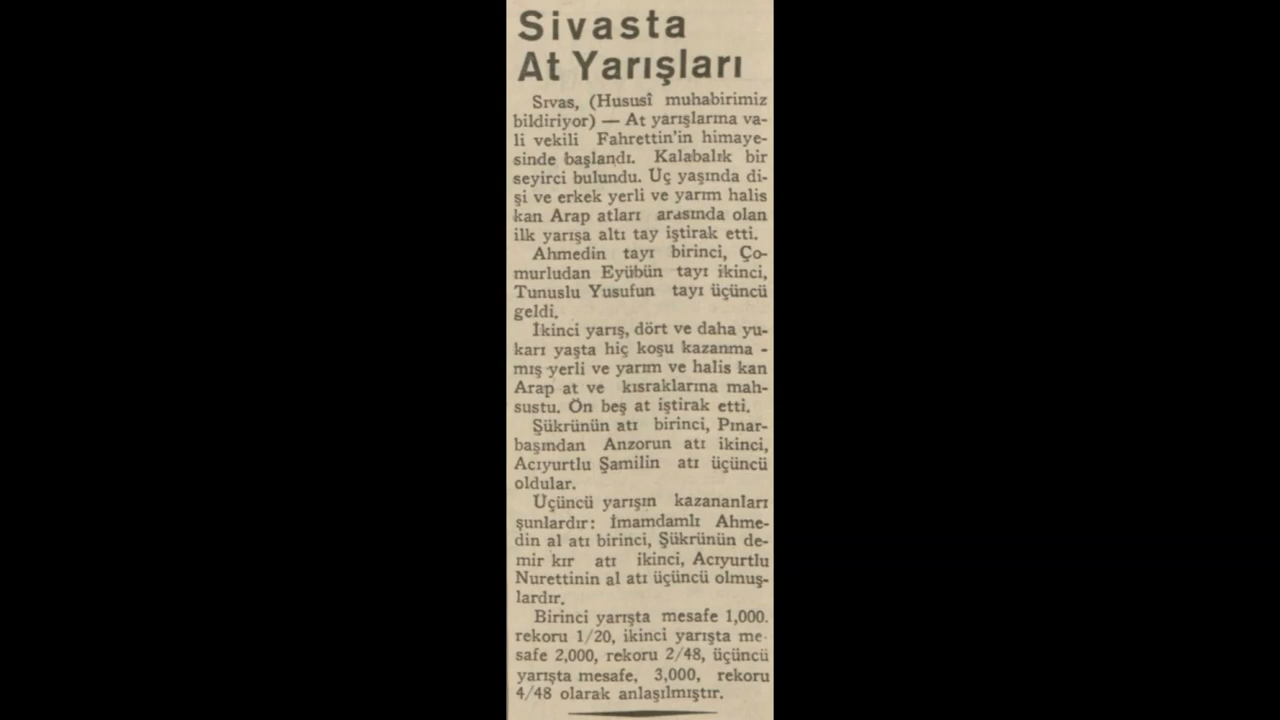 Sivasta
At Yarışları
Sıvas, (Hususî muhabirimiz
bildiriyor) — At yarışlarına va-
li vekili Fahrettin'in himaye-
sinde başlandı. Kalabalık bir
seyirci bulundu. Uç yaşında di-
şi ve erkek yerli ve yarım halis
kan Arap atları arasında olan
ilk yarışa altı tay iştirak etti.
Ahmedin tayı birinci, Ço-
murludan Eyübün tayı ikinci,
Tunuslu Yusufun tayı üçüncü
geldi.
İkinci yarış, dört ve daha yu-
karı yaşta hiç koşu kazanma -
mış yerli ve yarım ve halis kan
Arap at ve kısraklarına mah-
sustu. Ön beş at iştirak etti.
Şükrünün atı birinci, Pınar-
başından Anzorun atı ikinci,
Acıyurtlu Şamilin atı üçüncü
oldular.
Uçüncü yarışın kazananları
şunlardır: İmamdamlı Ahme-
din al atı birinci, Şükrünün de-
mir kır atı ikinci, Acıyurtlu
Nurettinin al atı üçüncü olmuş-
lardır.
Birinci yarışta mesafe 1,000.
rekoru 1/20, ikinci yarışta me-
safe 2,000, rekoru 2/48, üçüncü
yarışta mesafe, 3,000, rekoru
4/48 olarak anlaşılmıştır.